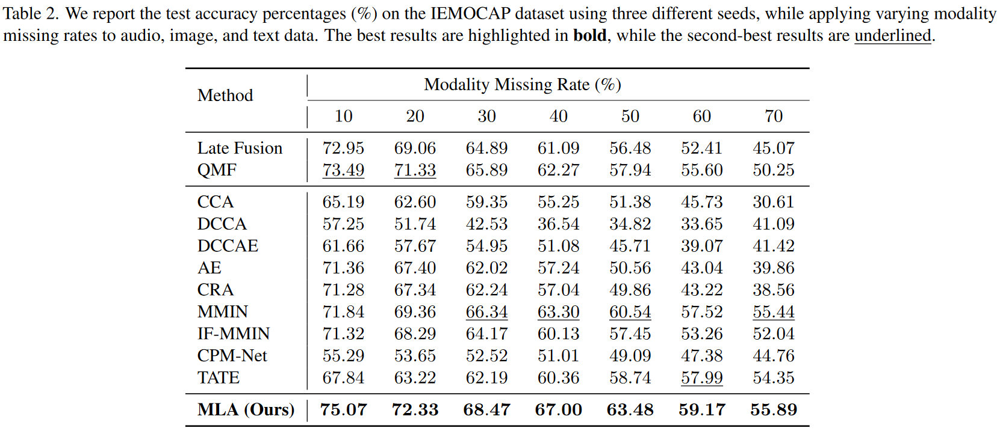 Table 2. We report the test accuracy percentages (%) on the IEMOCAP dataset using three different seeds, while applying varying modality
missing rates to audio, image, and text data. The best results are highlighted in bold, while the second-best results are underlined.
Method Modality Missing Rate (%)
10 20 30 40 50 60 70
Late Fusion 72.95 69.06 64.89 61.09 56.48 52.41 45.07
QMF 73.49 71.33 65.89 62.27 57.94 55.60 50.25
CCA 65.19 62.60 59.35 55.25 51.38 45.73 30.61
DCCA 57.25 51.74 42.53 36.54 34.82 33.65 41.09
DCCAE 61.66 57.67 54.95 51.08 45.71 39.07 41.42
AE 71.36 67.40 62.02 57.24 50.56 43.04 39.86
CRA 71.28 67.34 62.24 57.04 49.86 43.22 38.56
MMIN 71.84 69.36 66.34 63.30 60.54 57.52 55.44
IF-MMIN 71.32 68.29 64.17 60.13 57.45 53.26 52.04
CPM-Net 55.29 53.65 52.52 51.01 49.09 47.38 44.76
TATE 67.84 63.22 62.19 60.36 58.74 57.99 54.35
MLA (Ours) 75.07 72.33 68.47 67.00 63.48 59.17 55.89